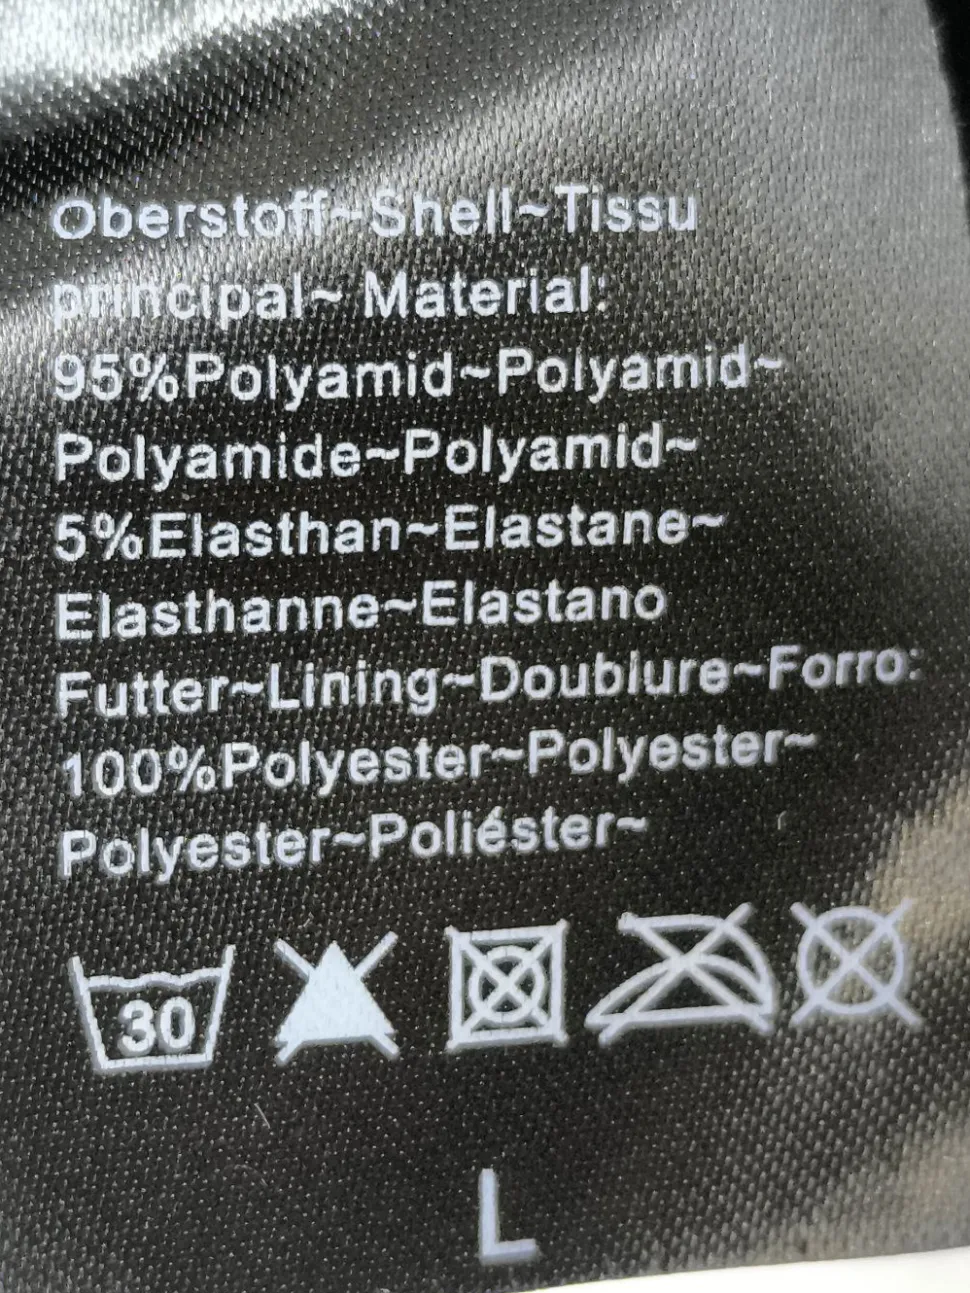 Oberstoff~Shell~Tissu
principal~ Material:
95%Polyamid~Polyamid~
Polyamide~Polyamid~
5%Elasthan~Elastane~
Elasthanne~Elastano
Futter~Lining~Doublure~Forro:
100%Polyester~Polyester~
Polyester~Poliéster~
30
L